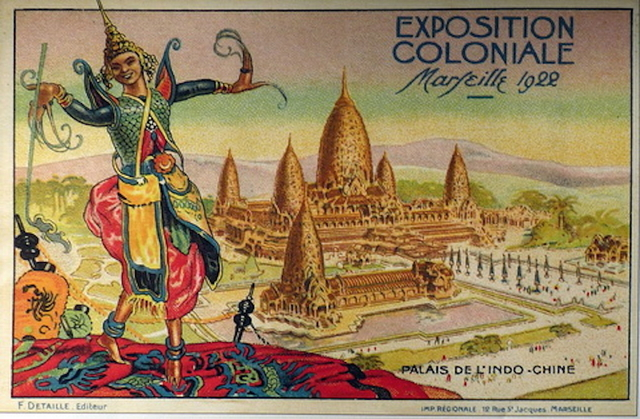 EXPOSITION
COLONIALE
Marseille 1922
PALAIS DE L'INDO-CHINE
F. DETAILLE. Editeur
IMP. RÉGIONALE 12 Rue St Jacques. MARSEILLE